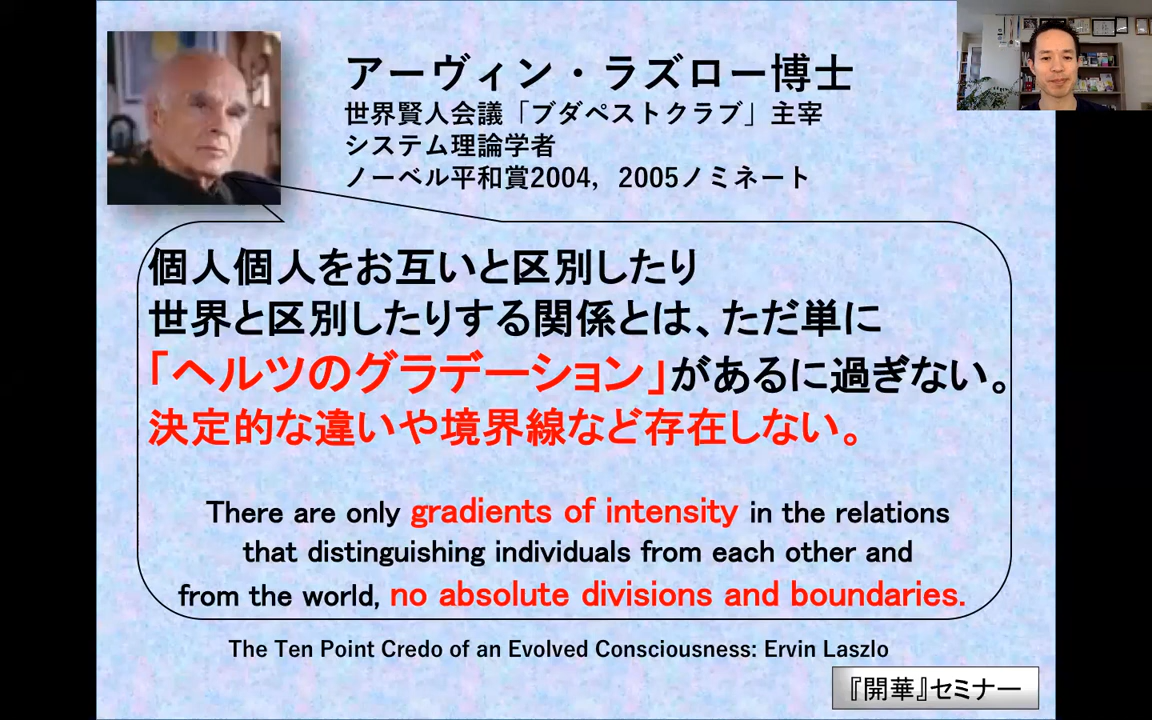 アーヴィン・ラズロー博士
世界賢人会議「ブダペストクラブ」主宰
システム理論学者
ノーベル平和賞2004, 2005ノミネート
個人個人をお互いと区別したり
世界と区別したりする関係とは、ただ単に
「ヘルツのグラデーション」があるに過ぎない。
決定的な違いや境界線など存在しない。
There are only gradients of intensity in the relations
that distinguishing individuals from each other and
from the world, no absolute divisions and boundaries.
The Ten Point Credo of an Evolved Consciousness: Ervin Laszlo
『開華』セミナー